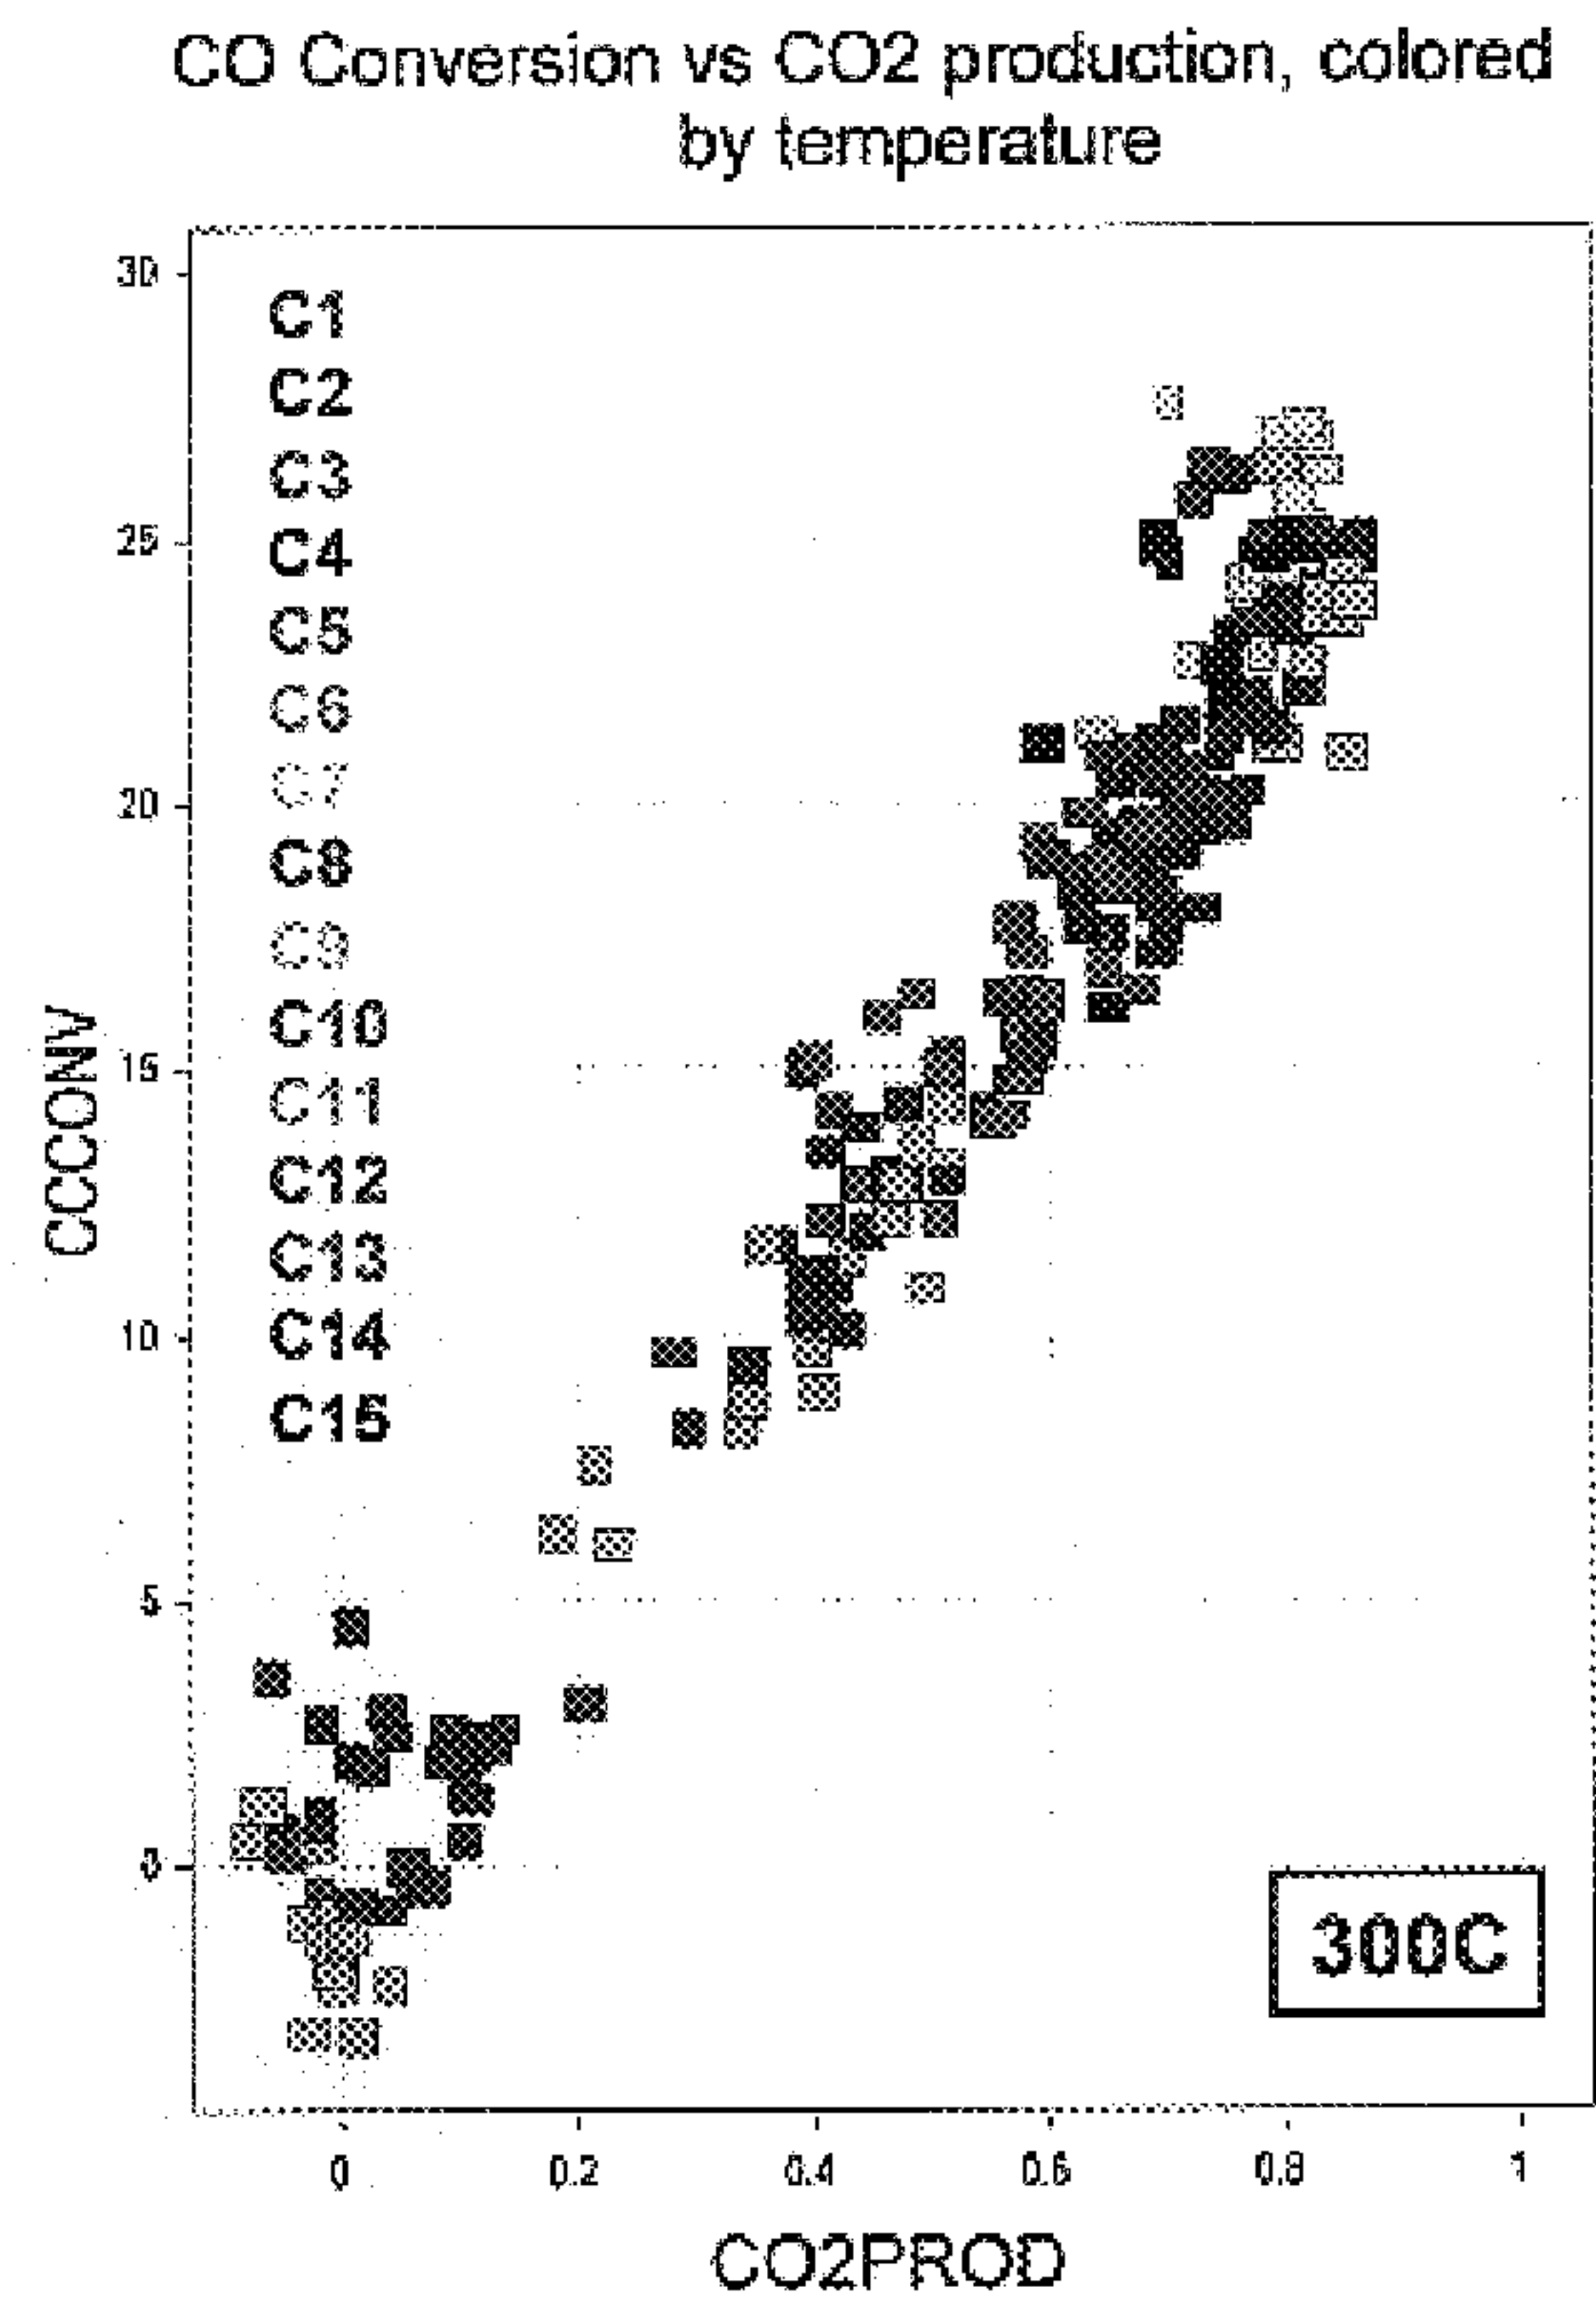 CO Conversion vs CO2 production, colored
by temperature
30
C1
C2
C3
25
C4
C5
C6
C7
20
C8
C9
C10
15
C11
C12
C13
10
C14
C15
5
0
CCCONV
300C
0 0.2 0.4 0.6 0.8 1
CO2PROD